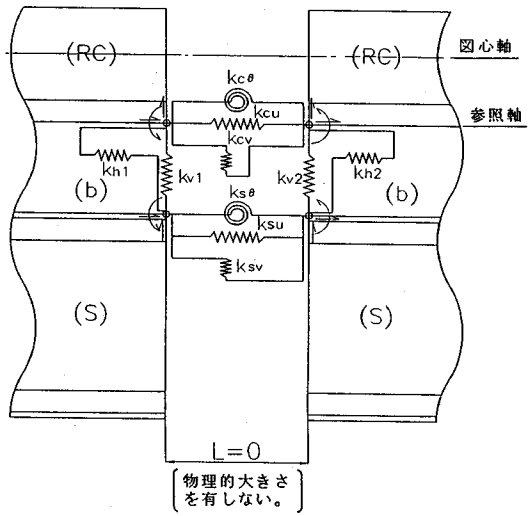 (RC)
(RC)
図心軸
kcθ
参照軸
kcu
kcv
kh1
kv1
kv2
kh2
(b)
ksθ
(b)
ksu
ksv
(S)
(S)
L=0
物理的大きさ
を有しない。